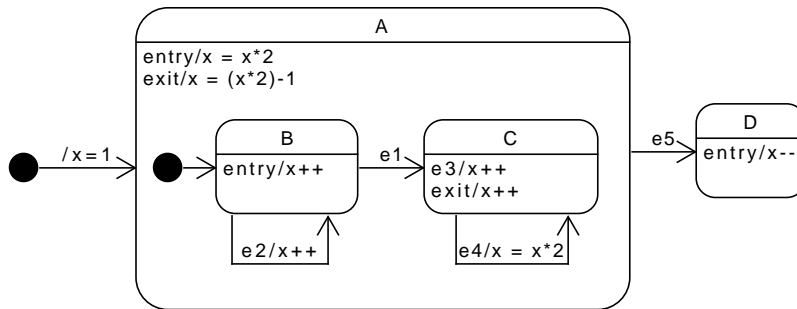 A
entry/x = x*2
exit/x = (x*2)-1
/x=1
B
entry/x++
e2/x++
e1
C
e3/x++
exit/x++
e4/x = x*2
e5
D
entry/x--